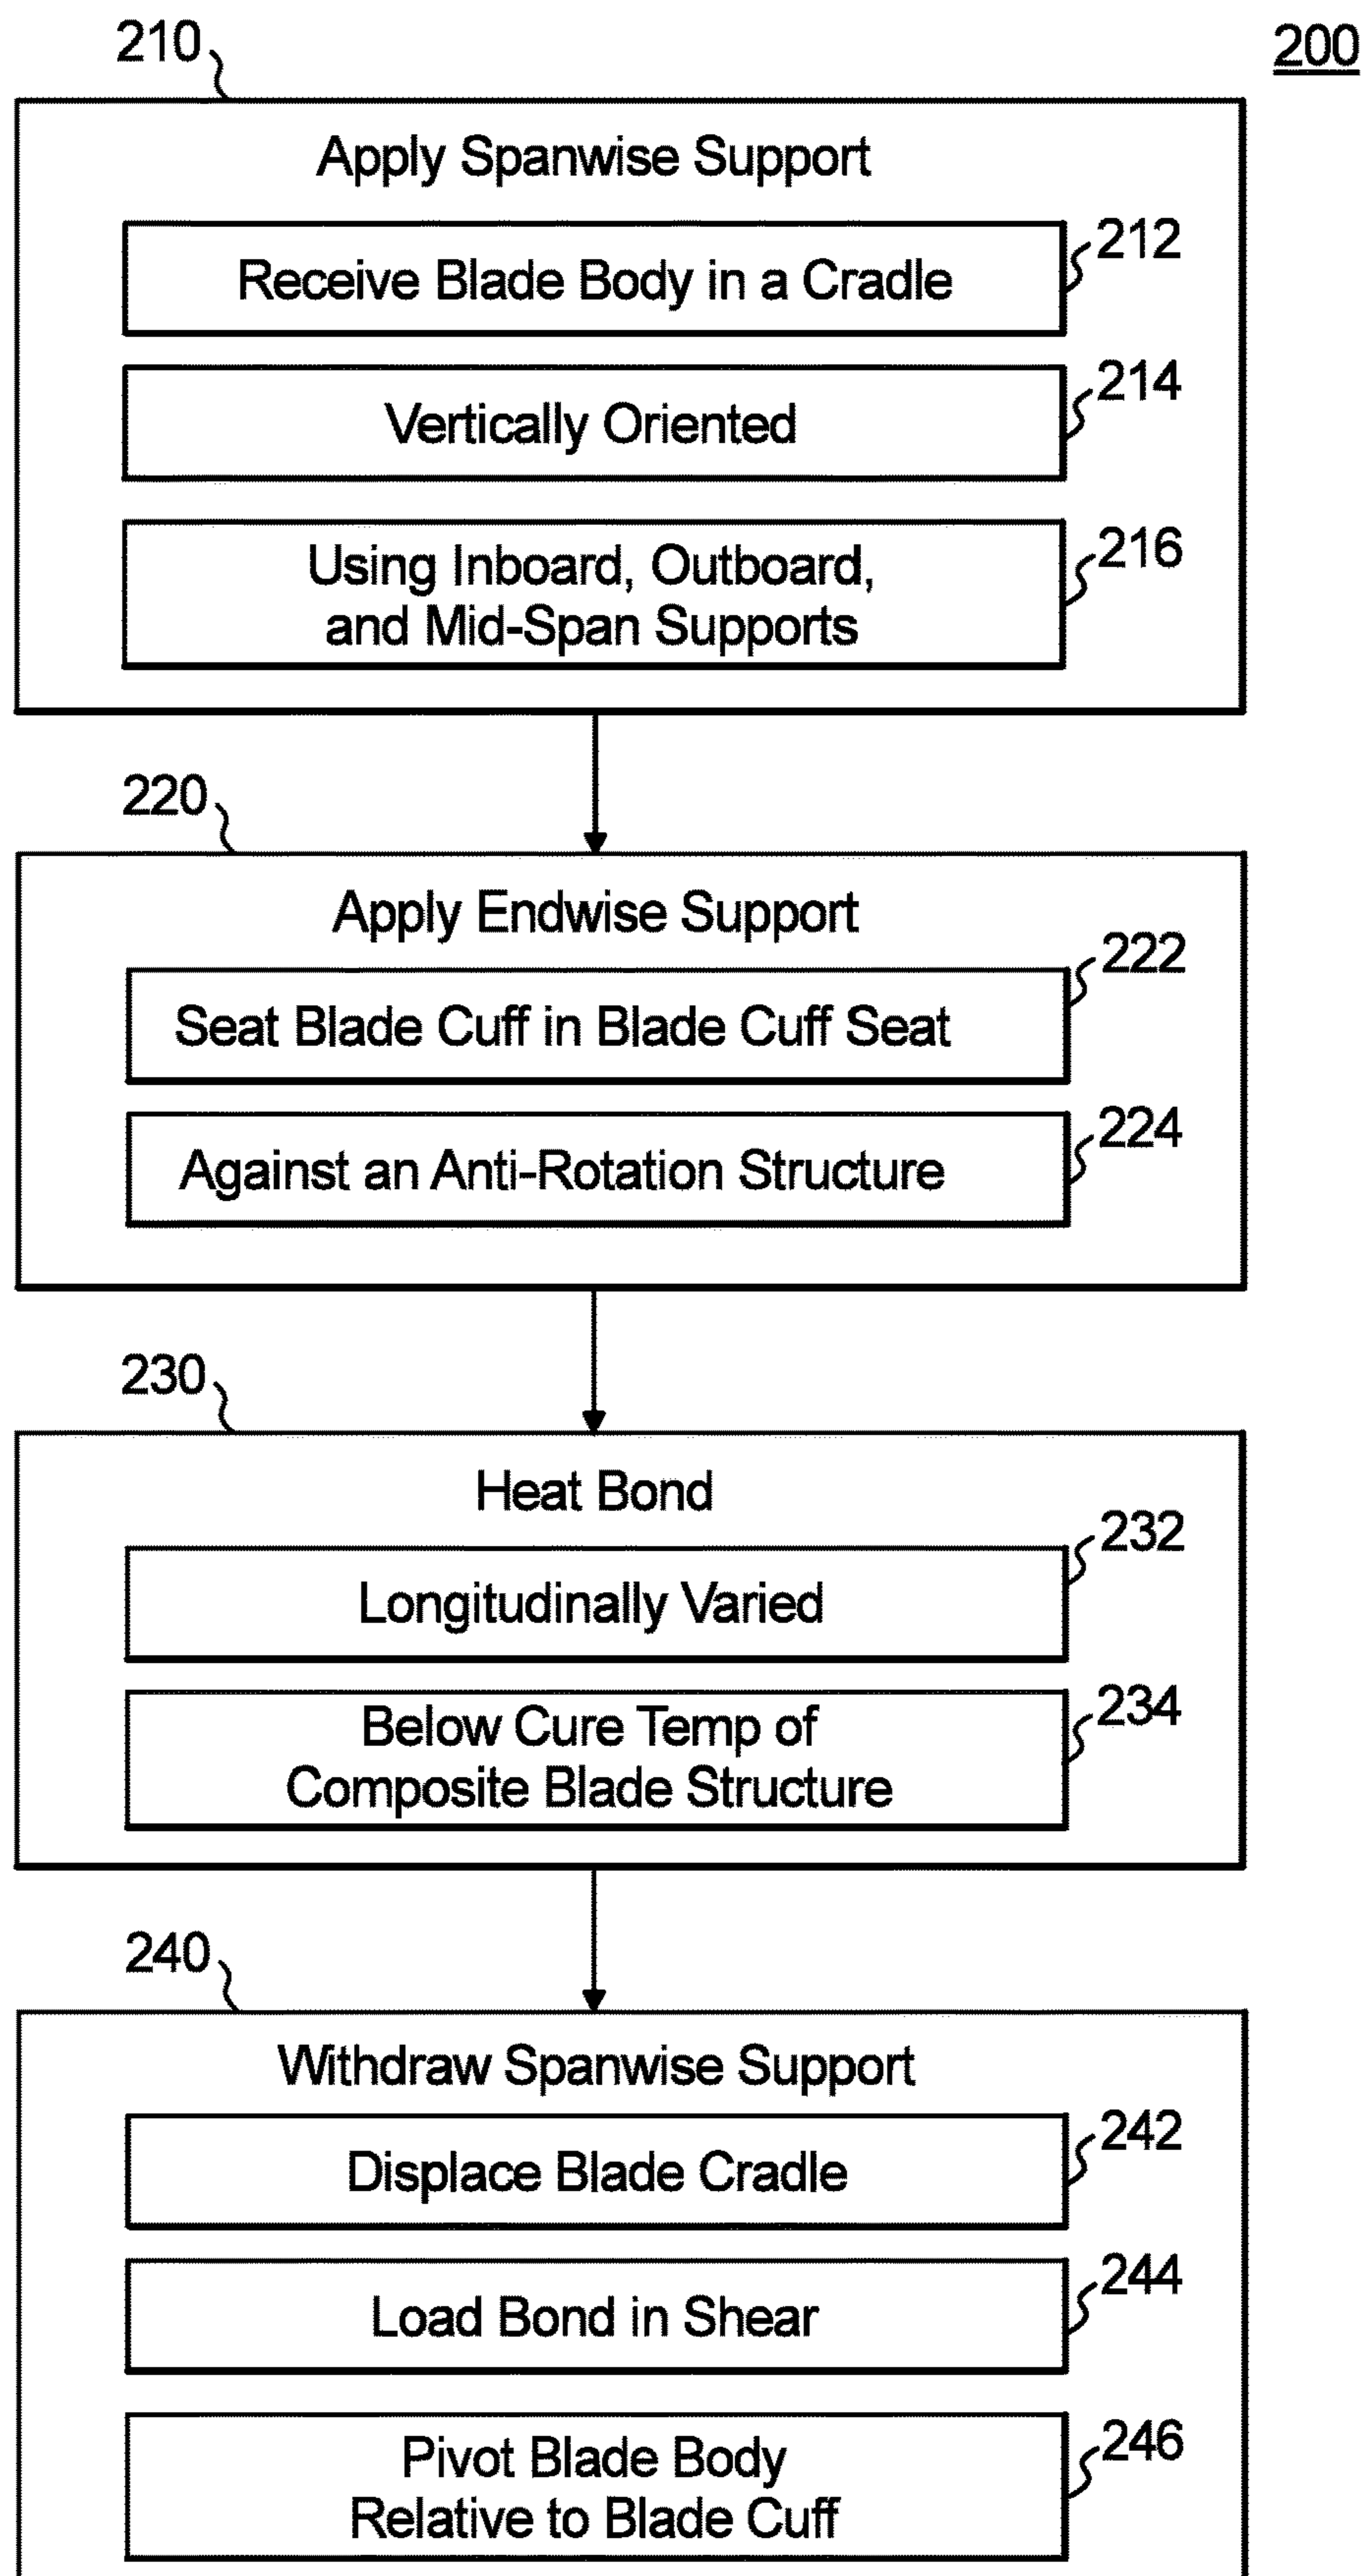 210
200
Apply Spanwise Support
212
Receive Blade Body in a Cradle
214
Vertically Oriented
216
Using Inboard, Outboard,
and Mid-Span Supports
220
Apply Endwise Support
222
Seat Blade Cuff in Blade Cuff Seat
224
Against an Anti-Rotation Structure
230
Heat Bond
232
Longitudinally Varied
234
Below Cure Temp of
Composite Blade Structure
240
Withdraw Spanwise Support
242
Displace Blade Cradle
244
Load Bond in Shear
246
Pivot Blade Body
Relative to Blade Cuff